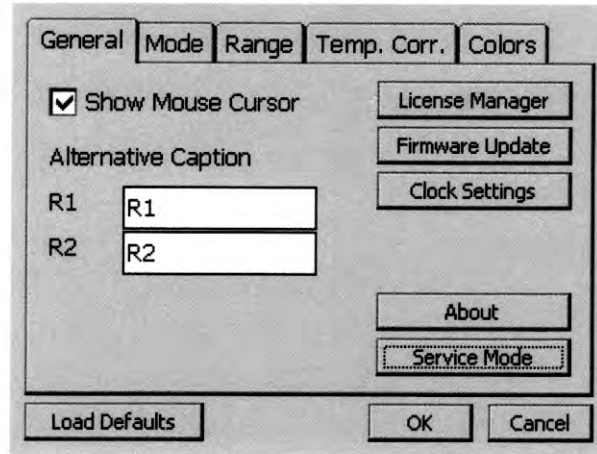 General Mode Range Temp. Corr. Colors
Show Mouse Cursor
License Manager
Firmware Update
Alternative Caption
Clock Settings
R1 R1
R2 R2
About
Service Mode
Load Defaults OK Cancel